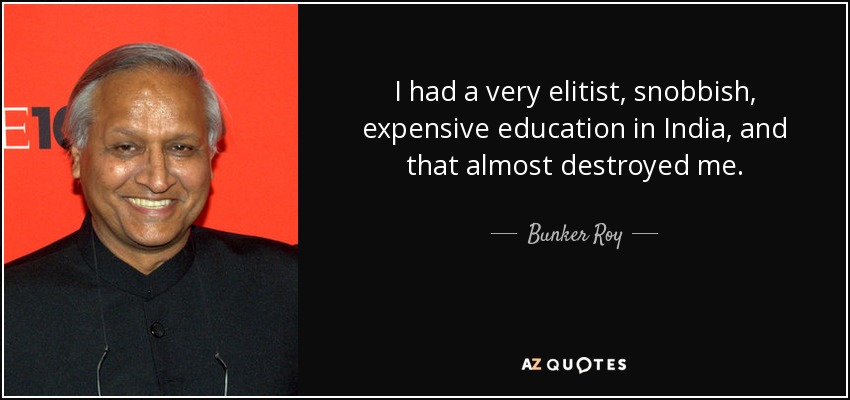 E10
I had a very elitist, snobbish,
expensive education in India, and
that almost destroyed me.
Bunker Roy
AZ QUOTES